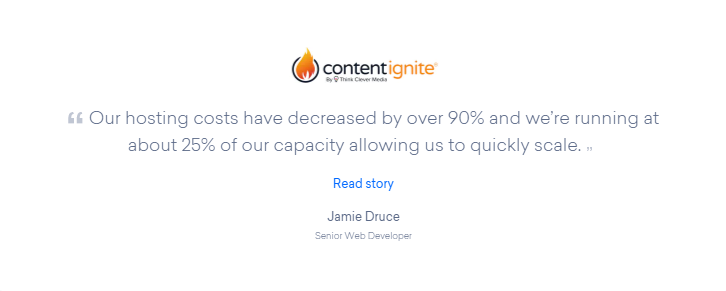 contentignite®
By Think Clever Media
“ Our hosting costs have decreased by over 90% and we’re running at
about 25% of our capacity allowing us to quickly scale. ”
Read story
Jamie Druce
Senior Web Developer